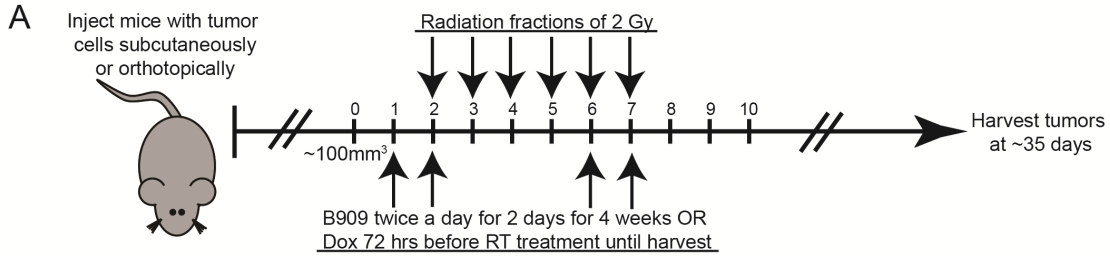 A
Inject mice with tumor
cells subcutaneously
or orthotopically
Radiation fractions of 2 Gy
0 1 2 3 4 5 6 7 8 9 10
~100mm³
Harvest tumors
at ~35 days
B909 twice a day for 2 days for 4 weeks OR
Dox 72 hrs before RT treatment until harvest